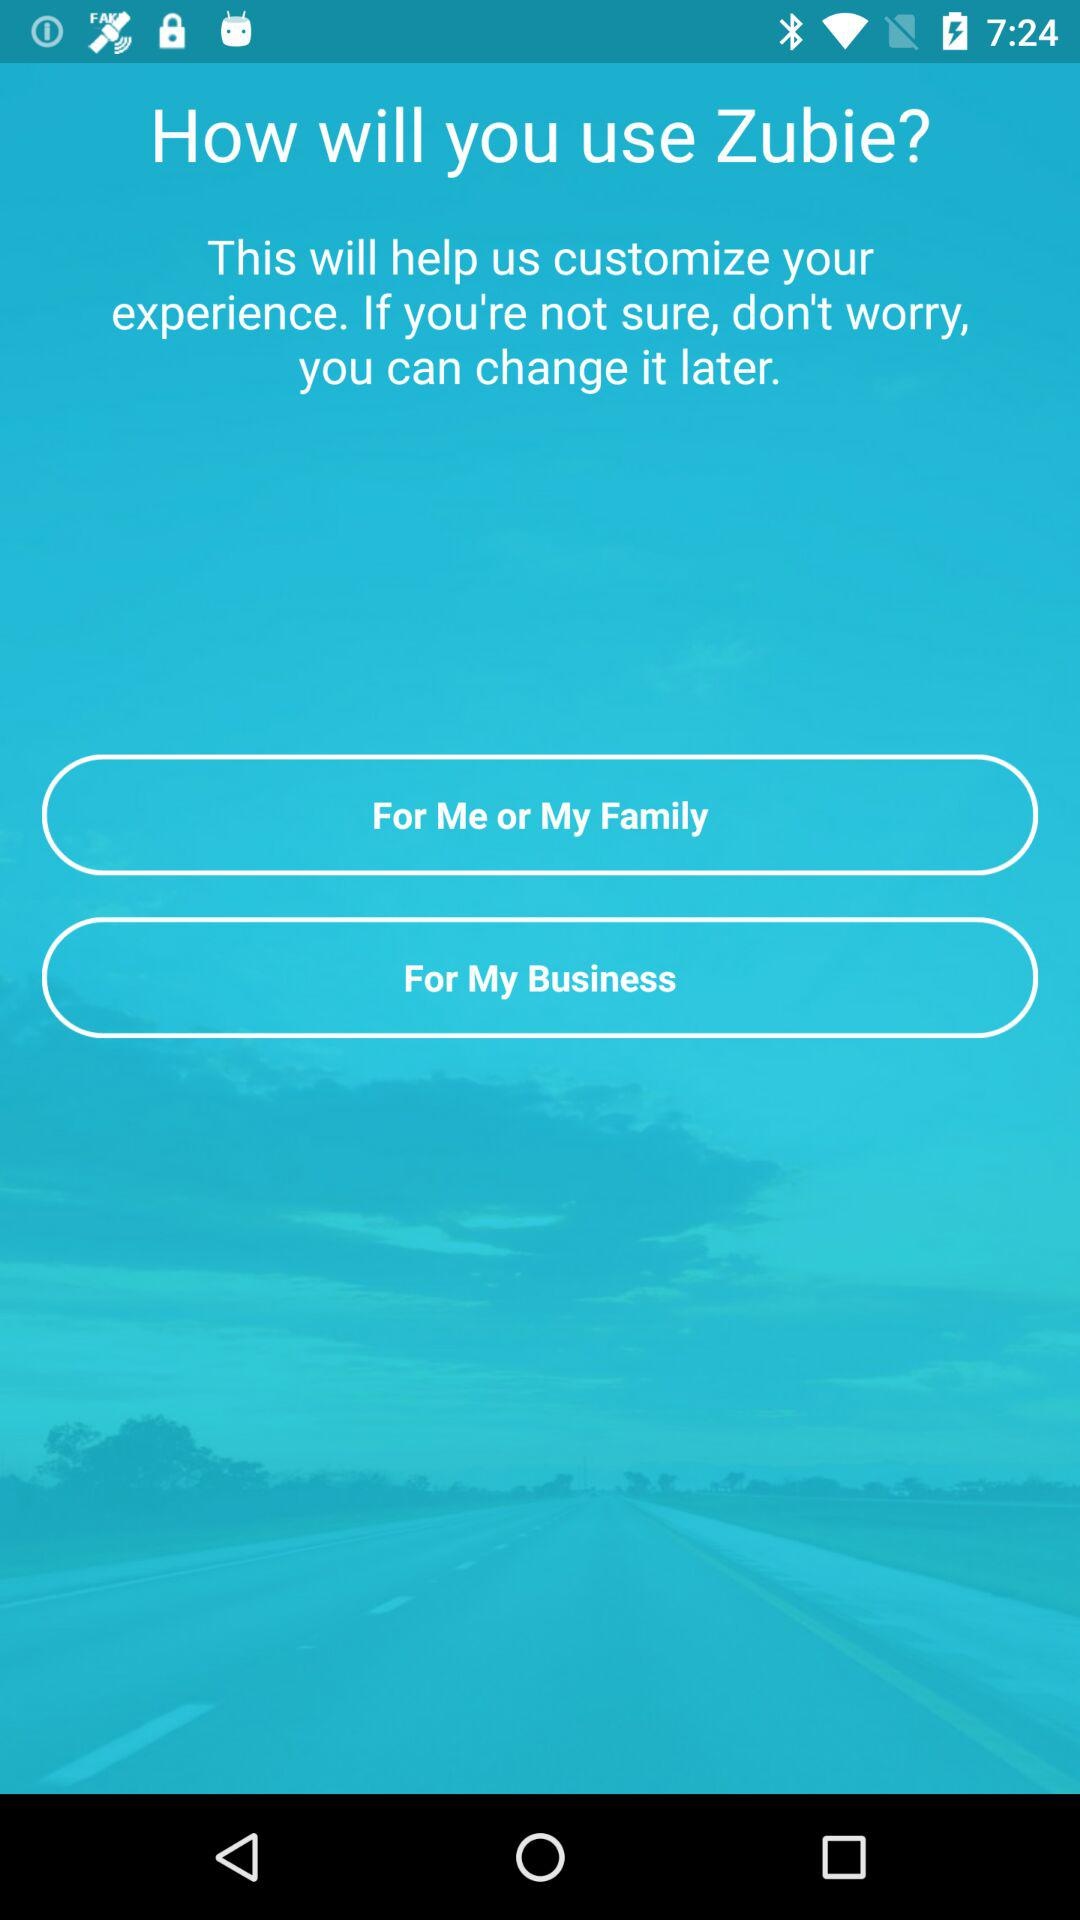 FAKE
7:24
How will you use Zubie?
This will help us customize your
experience. If you're not sure, don't worry,
you can change it later.
For Me or My Family
For My Business